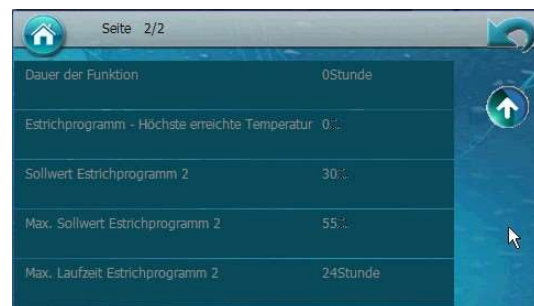 Seite 2/2
Dauer der Funktion 0Stunde
Estrichprogramm - Höchste erreichte Temperatur 0
Sollwert Estrichprogramm 2 30
Max. Sollwert Estrichprogramm 2 55
Max. Laufzeit Estrichprogramm 2 24Stunde